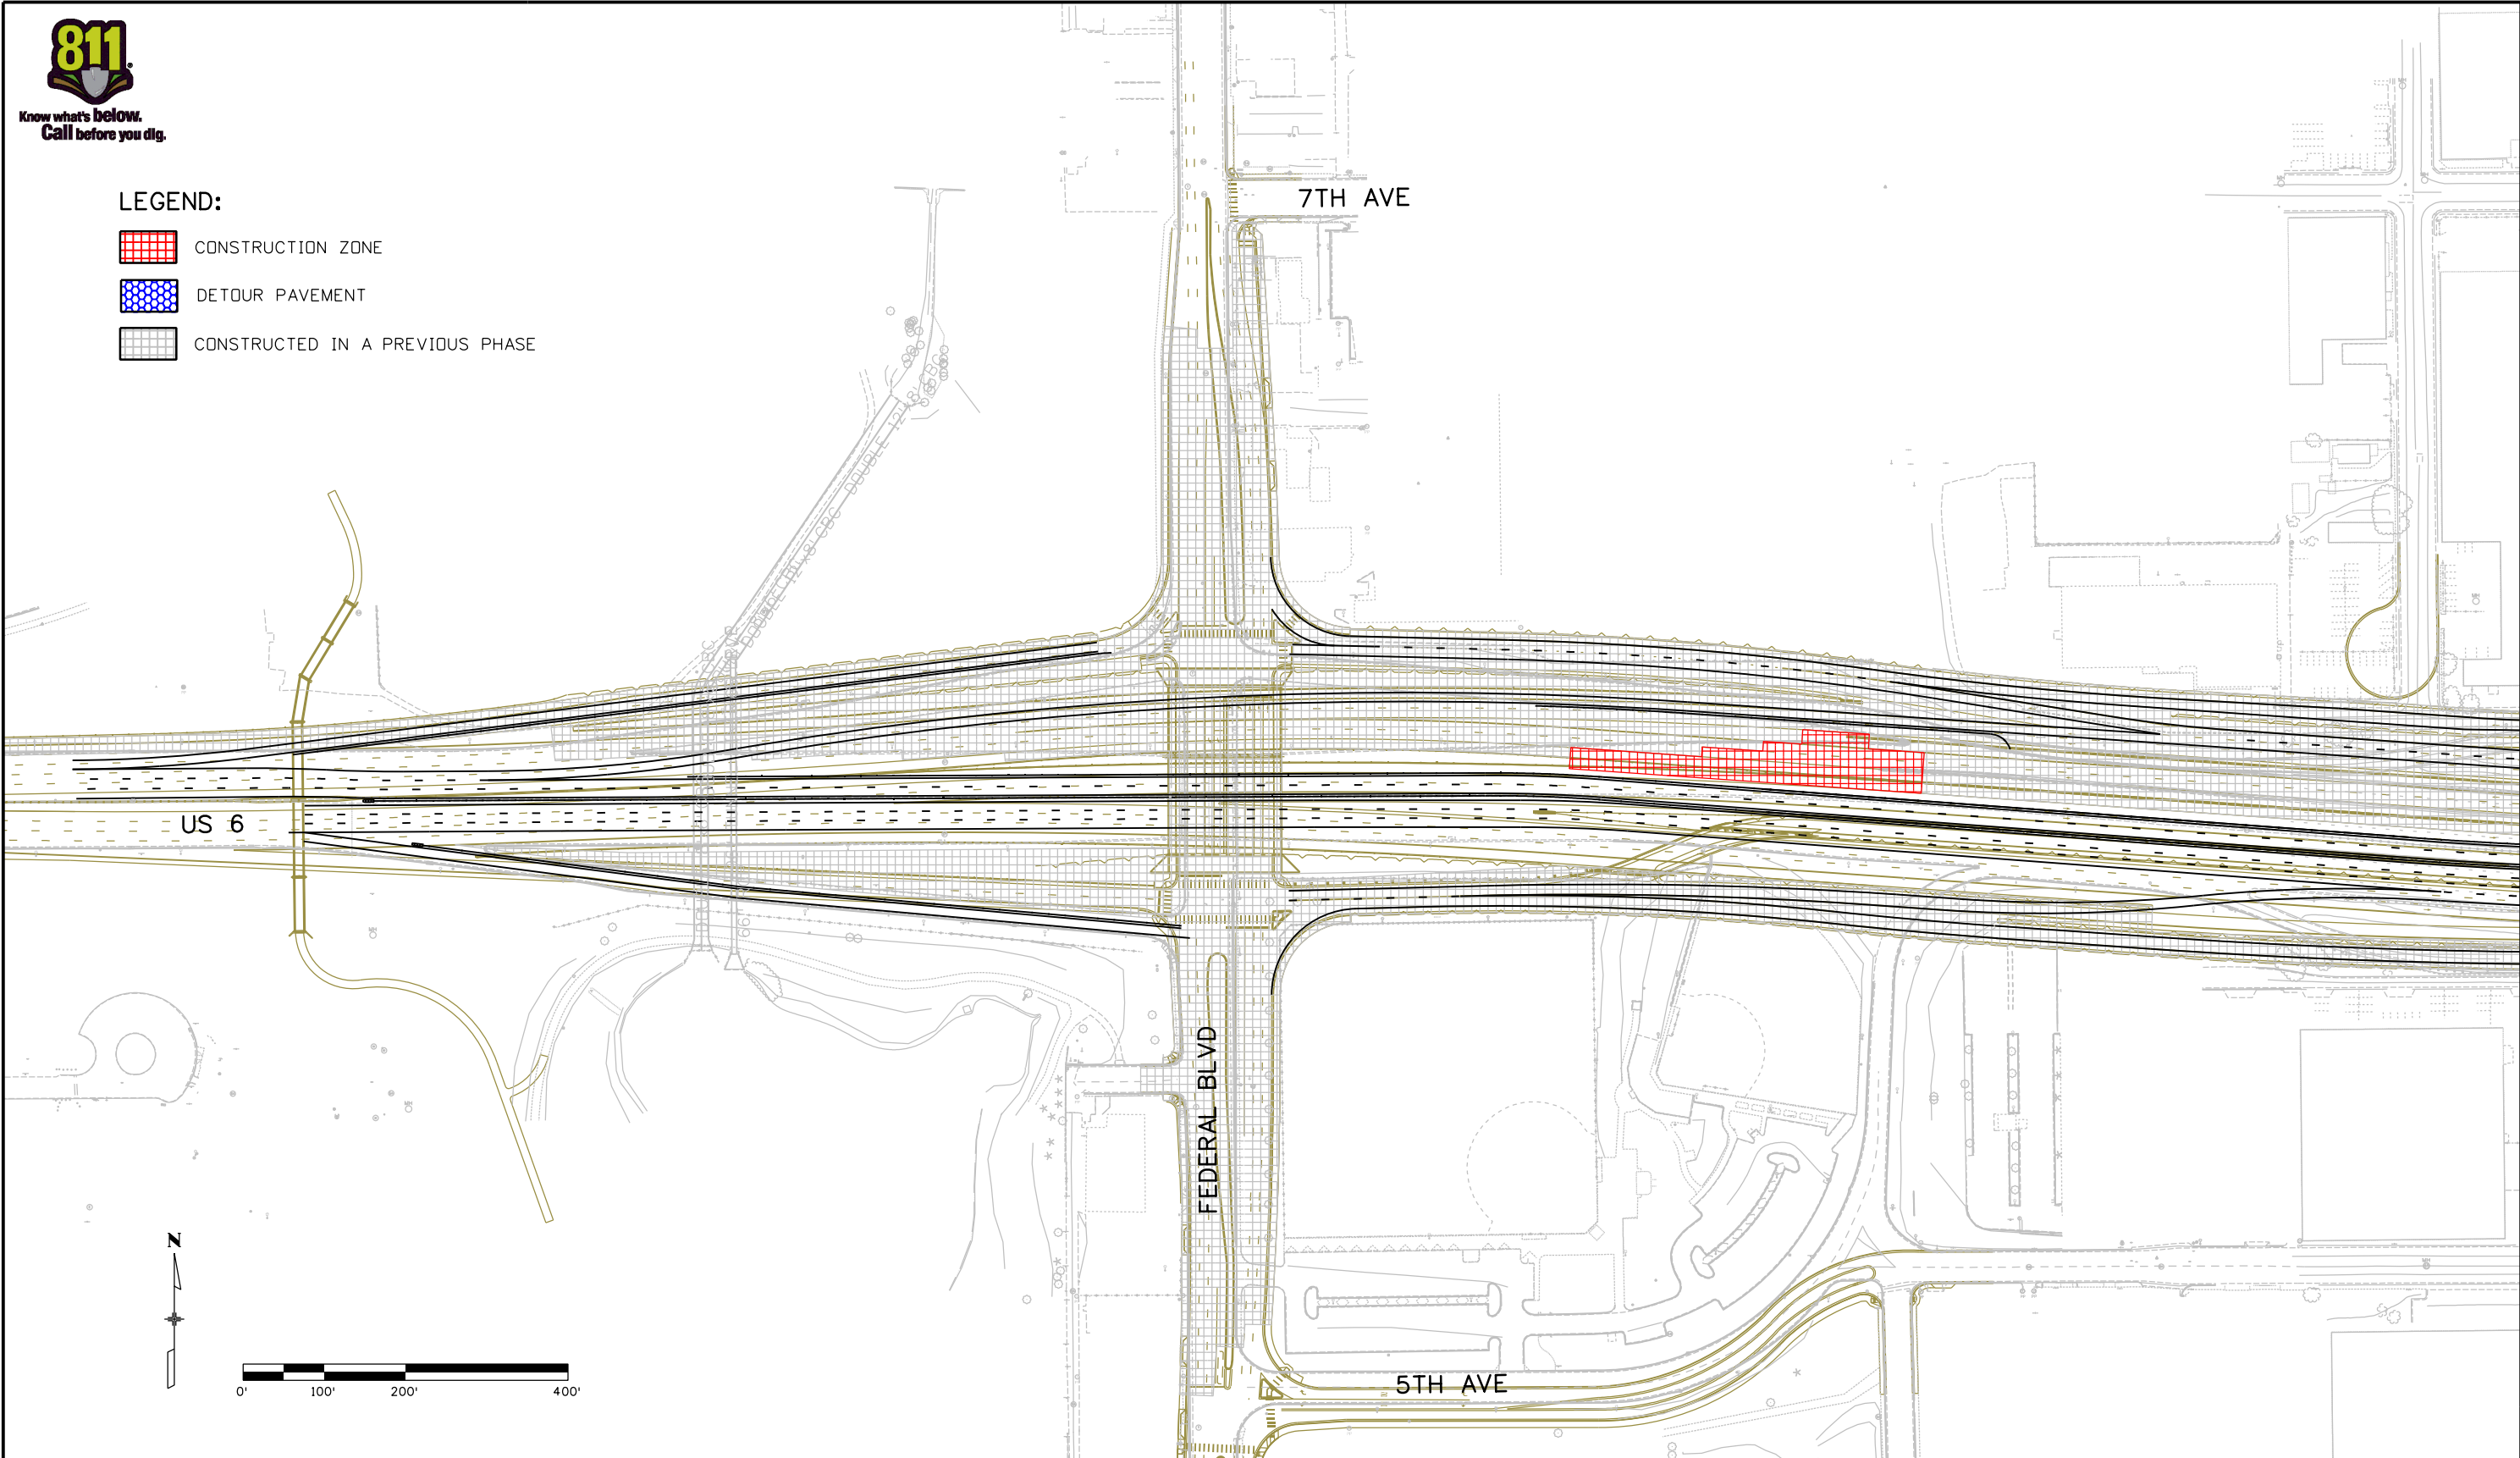 811
Know what's below.
Call before you dig.
LEGEND:
CONSTRUCTION ZONE
DETOUR PAVEMENT
CONSTRUCTED IN A PREVIOUS PHASE
7TH AVE
US 6
FEDERAL BLVD
N
0' 100' 200' 400'
5TH AVE